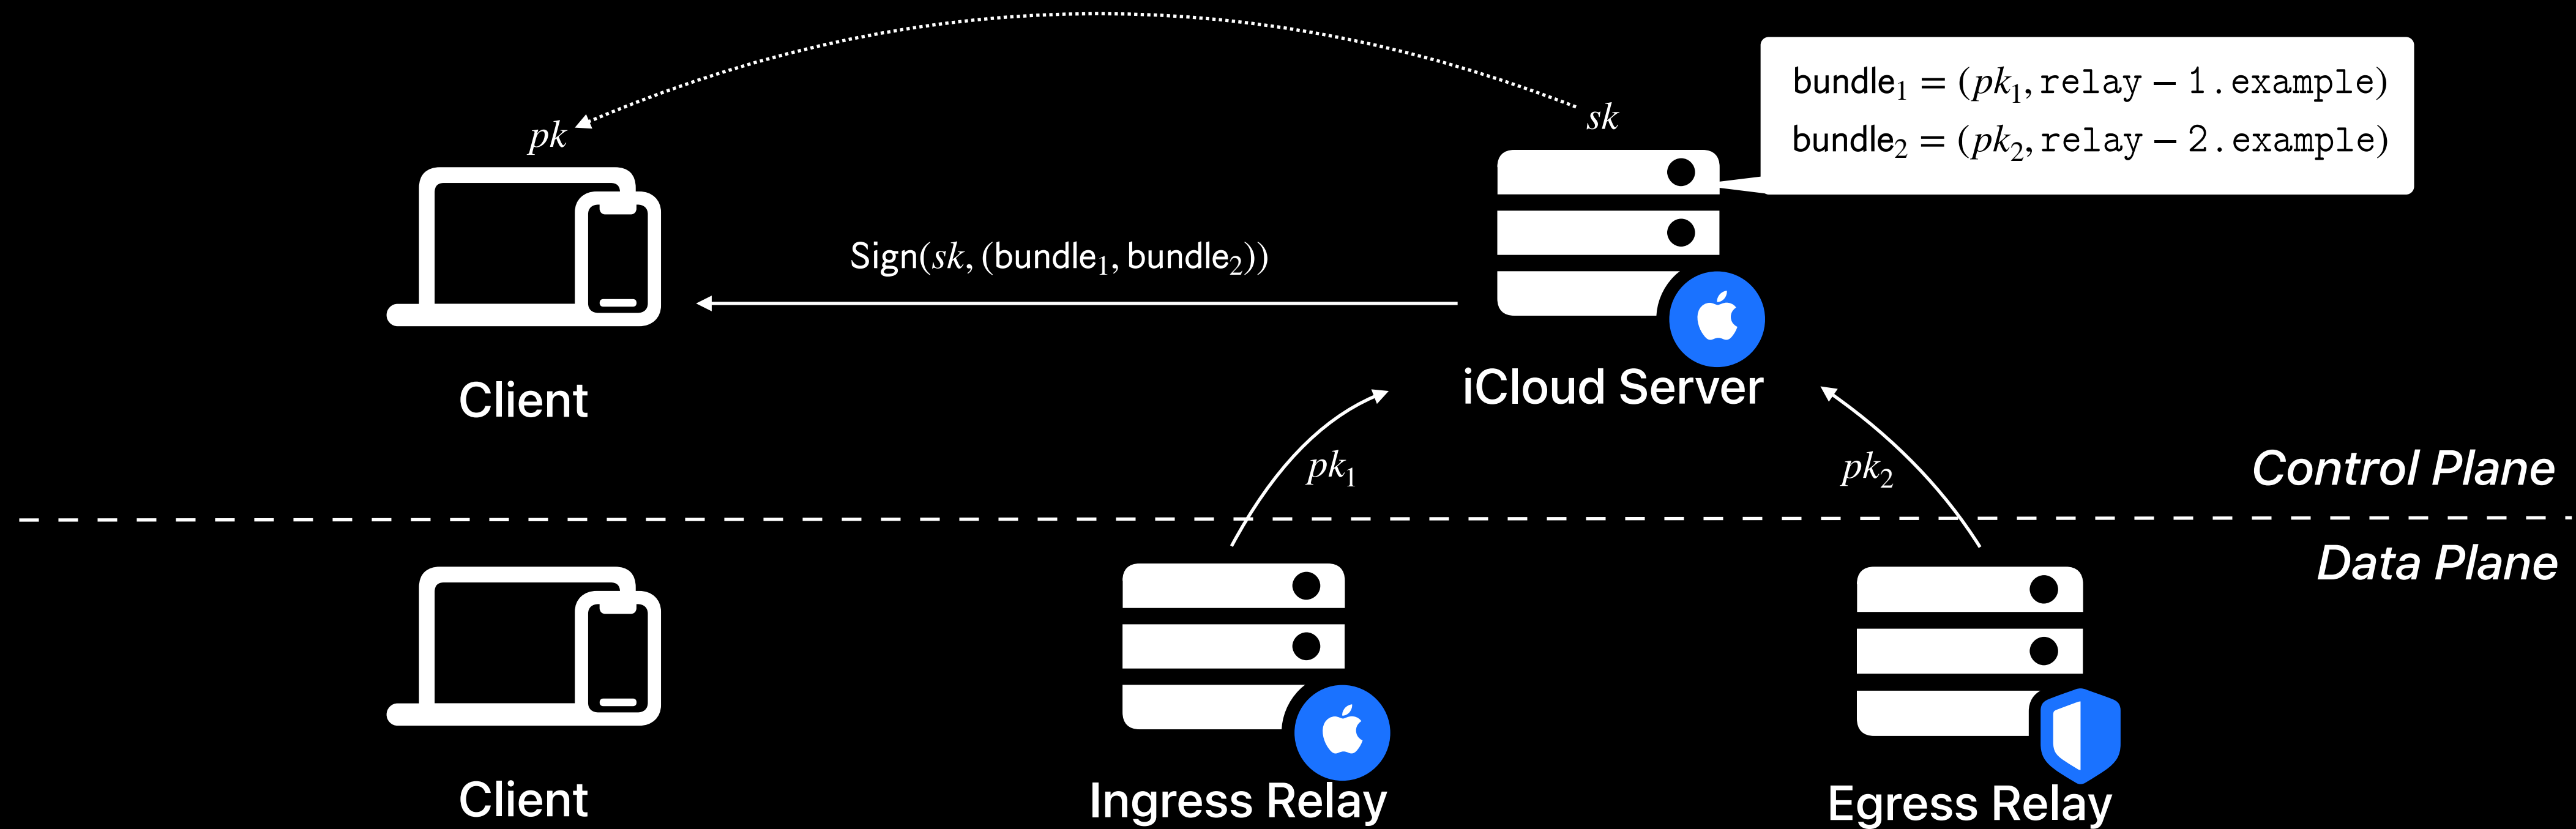 bundle₁ = (pk₁, relay − 1.example)
bundle₂ = (pk₂, relay − 2.example)
sk
pk
Sign(sk, (bundle₁, bundle₂))
Client
iCloud Server
pk₁
pk₂
Control Plane
Data Plane
Client
Ingress Relay
Egress Relay